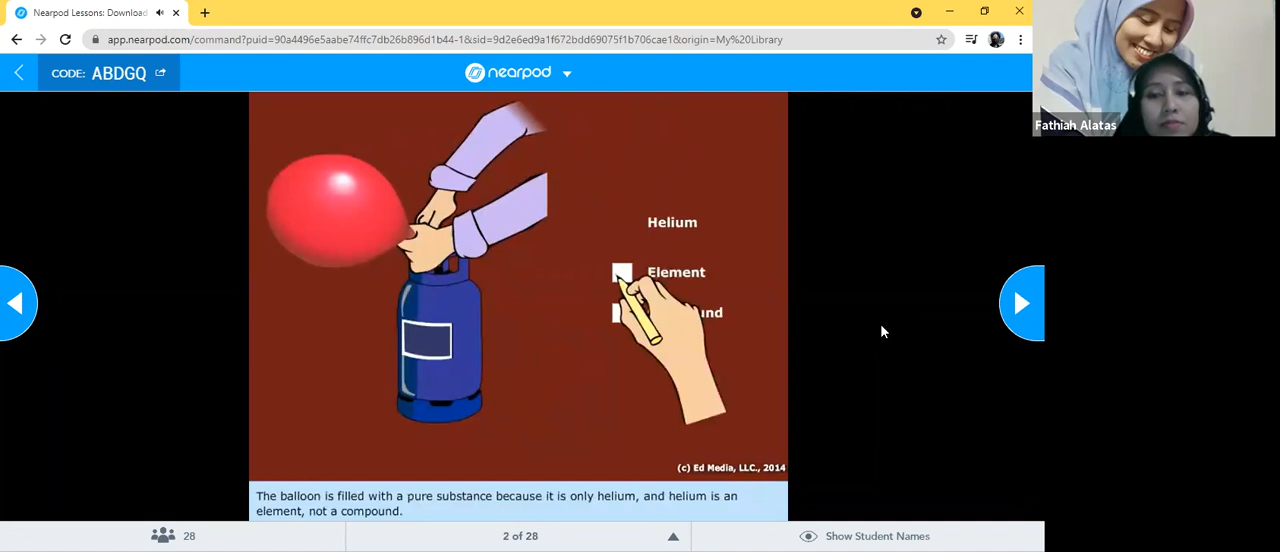 Nearpod Lessons: Download
app.nearpod.com/command?puid=90a4496e5aabe74ffc7db26b896d1b44-1&sid=9d2e6ed9a1f672bdd69075f1b706cae1&origin=My%20Library
CODE: ABDGQ
nearpod
Fathiah Alatas
Helium
Element
und
(c) Ed Media, LLC., 2014
The balloon is filled with a pure substance because it is only helium, and helium is an
element, not a compound.
28
2 of 28
Show Student Names